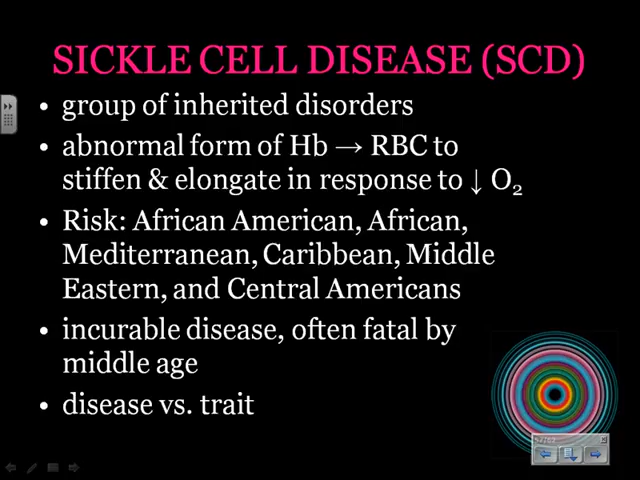 SICKLE CELL DISEASE (SCD)
• group of inherited disorders
• abnormal form of Hb → RBC to
stiffen & elongate in response to ↓ O₂
• Risk: African American, African,
Mediterranean, Caribbean, Middle
Eastern, and Central Americans
• incurable disease, often fatal by
middle age
• disease vs. trait